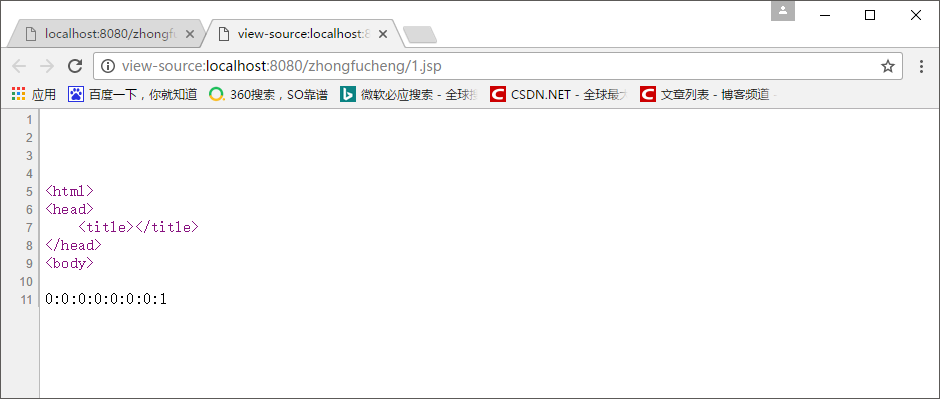 localhost:8080/zhongfu
view-source:localhost:8
view-source:localhost:8080/zhongfucheng/1.jsp
应用 百度一下，你就知道 360搜索，SO靠谱 微软必应搜索 - 全球搜 CSDN.NET - 全球最大 文章列表 - 博客频道 -
1
2
3
4
5 <html>
6 <head>
7 <title></title>
8 </head>
9 <body>
10
11 0:0:0:0:0:0:0:1